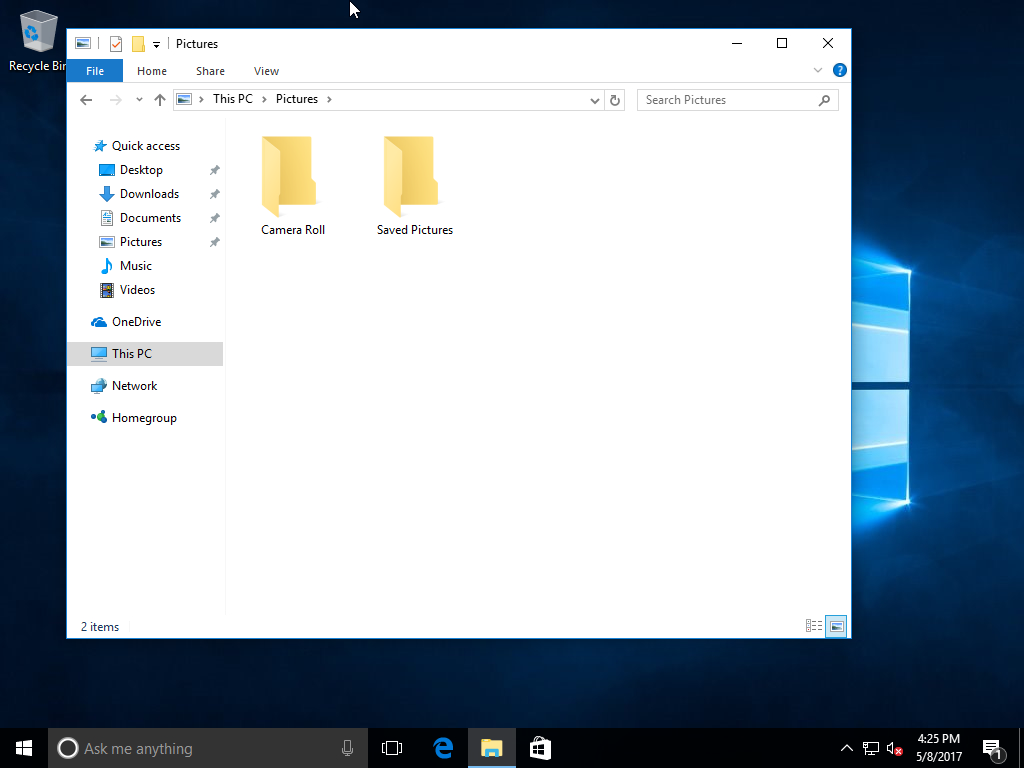 Recycle Bin
Pictures
File
Home
Share
View
?
This PC
Pictures
Search Pictures
Quick access
Desktop
Downloads
Documents
Pictures
Music
Videos
OneDrive
This PC
Network
Homegroup
Camera Roll
Saved Pictures
2 items
Ask me anything
4:25 PM
5/8/2017
1